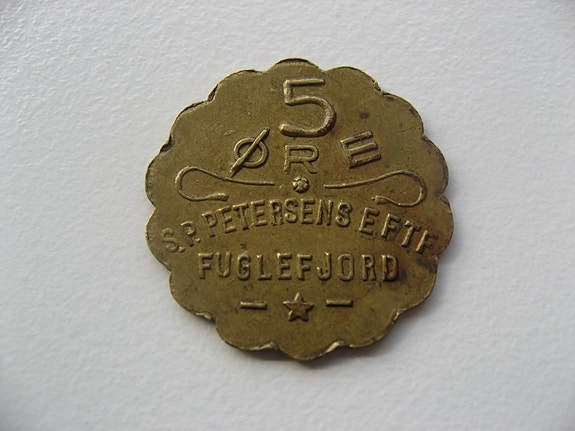 5
ØRE
S.P. PETERSENS EFTF
FUGLEFJORD